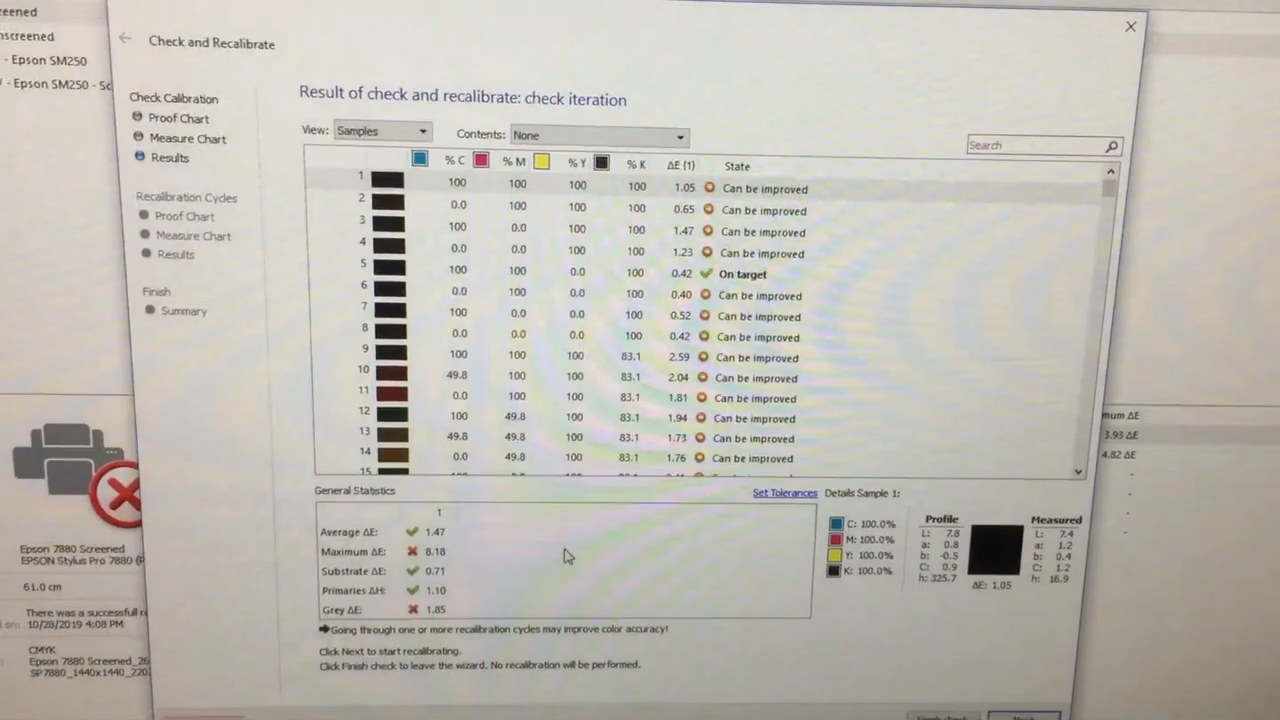 eened
nscreened
- Epson SM250
- Epson SM250 - Sc
Check and Recalibrate
Check Calibration
Proof Chart
Measure Chart
Results
Recalibration Cycles
Proof Chart
Measure Chart
Results
Finish
Summary
Result of check and recalibrate: check iteration
View: Samples Contents: None
Search
% C % M % Y % K ΔE (1) State
1 100 100 100 100 1.05 Can be improved
2 0.0 100 100 100 0.65 Can be improved
3 100 0.0 100 100 1.47 Can be improved
4 0.0 0.0 100 100 1.23 Can be improved
5 100 100 0.0 100 0.42 On target
6 0.0 100 0.0 100 0.40 Can be improved
7 100 0.0 0.0 100 0.52 Can be improved
8 0.0 0.0 0.0 100 0.42 Can be improved
9 100 100 100 83.1 2.59 Can be improved
10 49.8 100 100 83.1 2.04 Can be improved
11 0.0 100 100 83.1 1.81 Can be improved
12 100 49.8 100 83.1 1.94 Can be improved
13 49.8 49.8 100 83.1 1.73 Can be improved
14 0.0 49.8 100 83.1 1.76 Can be improved
15
General Statistics
Set Tolerances
1
Average ΔE: 1.47
Maximum ΔE: 8.18
Substrate ΔE: 0.71
Primaries ΔH: 1.10
Grey ΔE: 1.85
Going through one or more recalibration cycles may improve color accuracy!
Click Next to start recalibrating.
Click Finish check to leave the wizard. No recalibration will be performed.
Details Sample 1:
C: 100.0%
M: 100.0%
Y: 100.0%
K: 100.0%
Profile
L: 7.8
a: 0.8
b: -0.5
C: 0.9
h: 325.7
ΔE: 1.05
Measured
L: 7.4
a: 1.2
b: 0.4
C: 1.2
h: 16.9
mum ΔE
3.93 ΔE
4.82 ΔE
Epson 7880 Screened
EPSON Stylus Pro 7880 (P
61.0 cm
There was a successful re
en: 10/28/2019 4:08 PM
CMYK
Epson 7880 Screened_26
SP7880_1440x1440_220